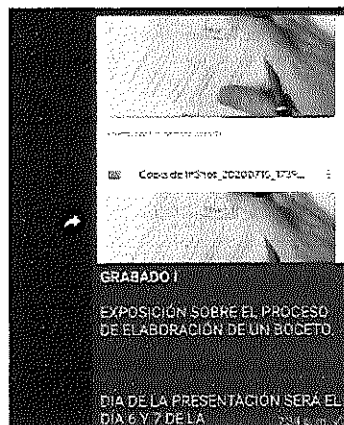 Copia de InShot_20200716_1739...
GRABADO I
EXPOSICIÓN SOBRE EL PROCESO
DE ELABORACIÓN DE UN BOCETO.
DIA DE LA PRESENTACIÓN SERÁ EL
DIA 6 Y 7 DE LA